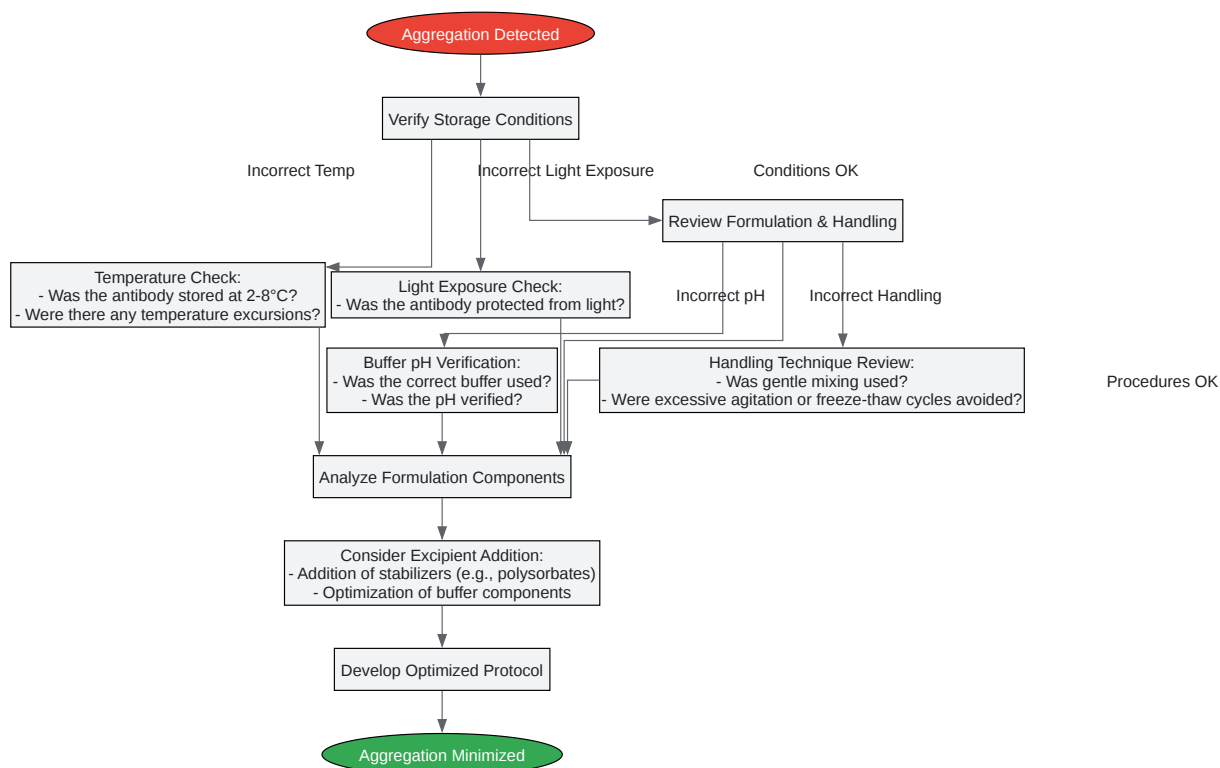 Aggregation Detected
Verify Storage Conditions
Incorrect Temp
Incorrect Light Exposure
Conditions OK
Review Formulation & Handling
Temperature Check:
- Was the antibody stored at 2-8°C?
- Were there any temperature excursions?
Light Exposure Check:
- Was the antibody protected from light?
Incorrect pH
Incorrect Handling
Buffer pH Verification:
- Was the correct buffer used?
- Was the pH verified?
Handling Technique Review:
- Was gentle mixing used?
- Were excessive agitation or freeze-thaw cycles avoided?
Procedures OK
Analyze Formulation Components
Consider Excipient Addition:
- Addition of stabilizers (e.g., polysorbates)
- Optimization of buffer components
Develop Optimized Protocol
Aggregation Minimized